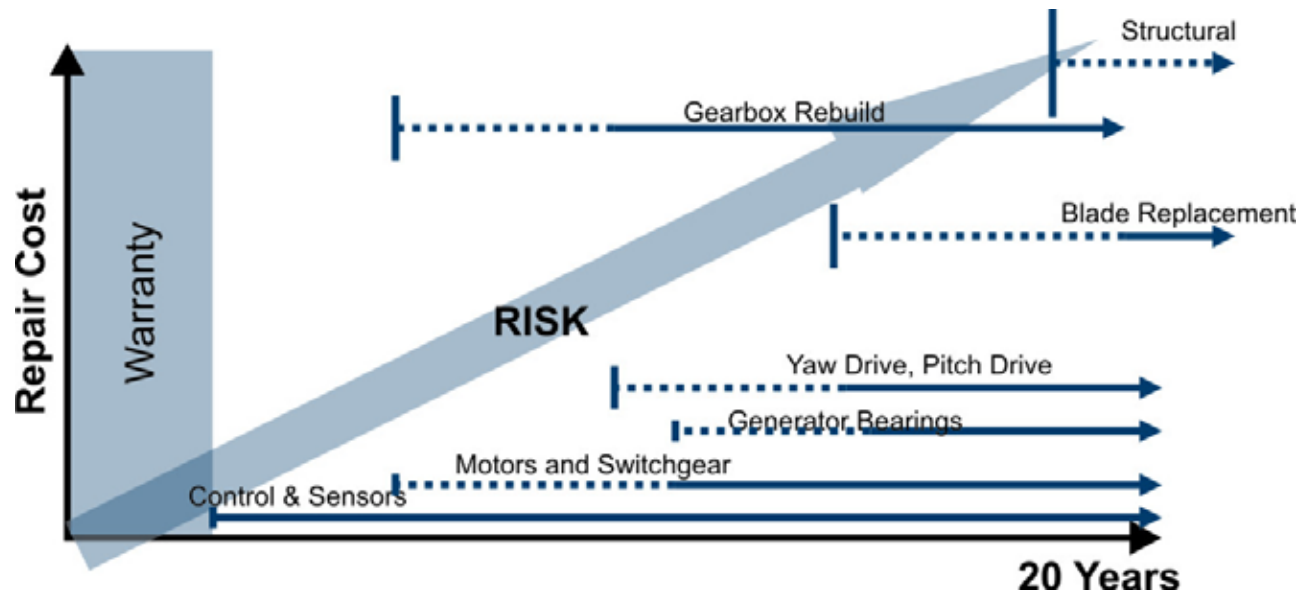 Structural
Gearbox Rebuild
Blade Replacement
Repair Cost
Warranty
RISK
Yaw Drive, Pitch Drive
Generator Bearings
Motors and Switchgear
Control & Sensors
20 Years